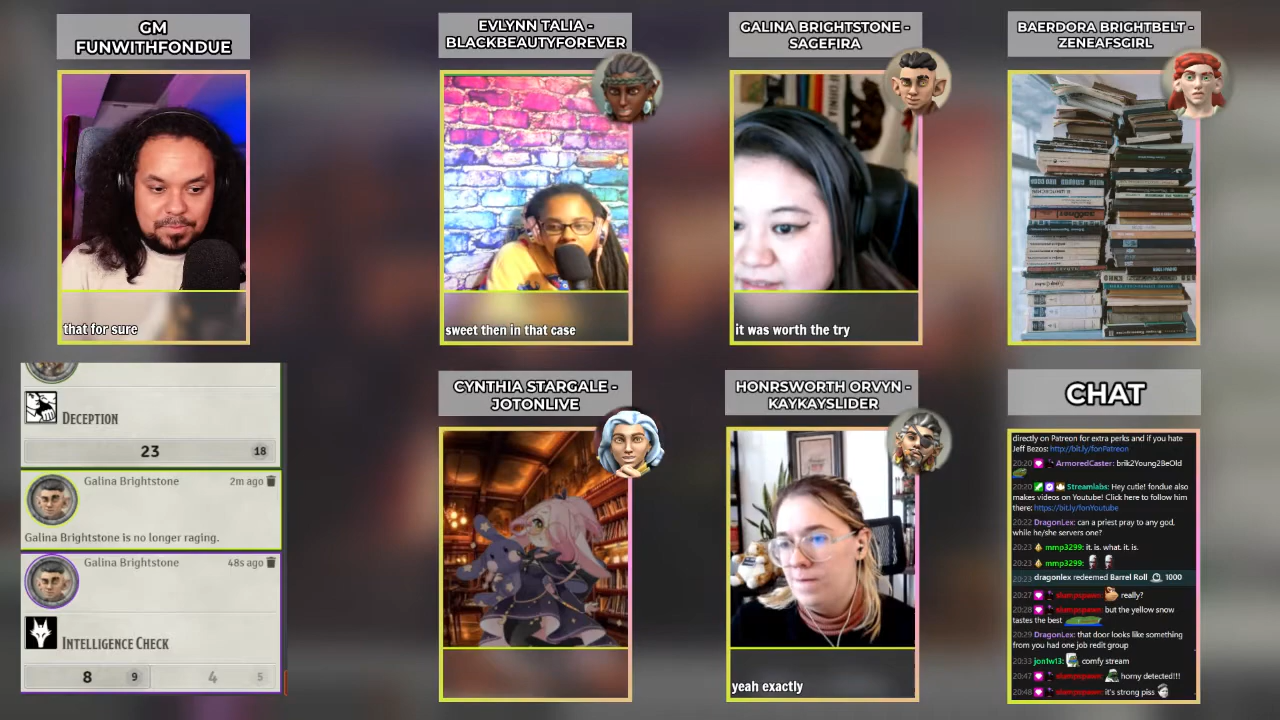 GM
FUNWITHFONDUE
EVLYNN TALIA -
BLACKBEAUTYFOREVER
GALINA BRIGHTSTONE -
SAGEFIRA
BAERDORA BRIGHTBELT -
ZENEAFSGIRL
that for sure
sweet then in that case
it was worth the try
DECEPTION
23
18
Galina Brightstone
2m ago
Galina Brightstone is no longer raging.
Galina Brightstone
48s ago
INTELLIGENCE CHECK
8 9 4 5
CYNTHIA STARGALE -
JOTONLIVE
HONRSWORTH ORVYN -
KAYKAYSLIDER
yeah exactly
CHAT
directly on Patreon for extra perks and if you hate
Jeff Bezos: http://bit.ly/fonPatreon
20:20 ArmoredCaster: brik2Young2BeOld
20:20 Streamlabs: Hey cutie! fondue also
makes videos on Youtube! Click here to follow him
there: https://bit.ly/fonYoutube
20:22 DragonLex: can a priest pray to any god,
while he/she servers one?
20:23 mmp3299: it. is. what. it. is.
20:23 mmp3299:
20:23 dragonlex redeemed Barrel Roll 1000
20:27 slumpspawn: really?
20:28 slumpspawn: but the yellow snow
tastes the best
20:29 DragonLex: that door looks like something
from you had one job redit group
20:33 jon1w13: comfy stream
20:47 slumpspawn: horny detected!!!
20:48 slumpspawn: it's strong piss